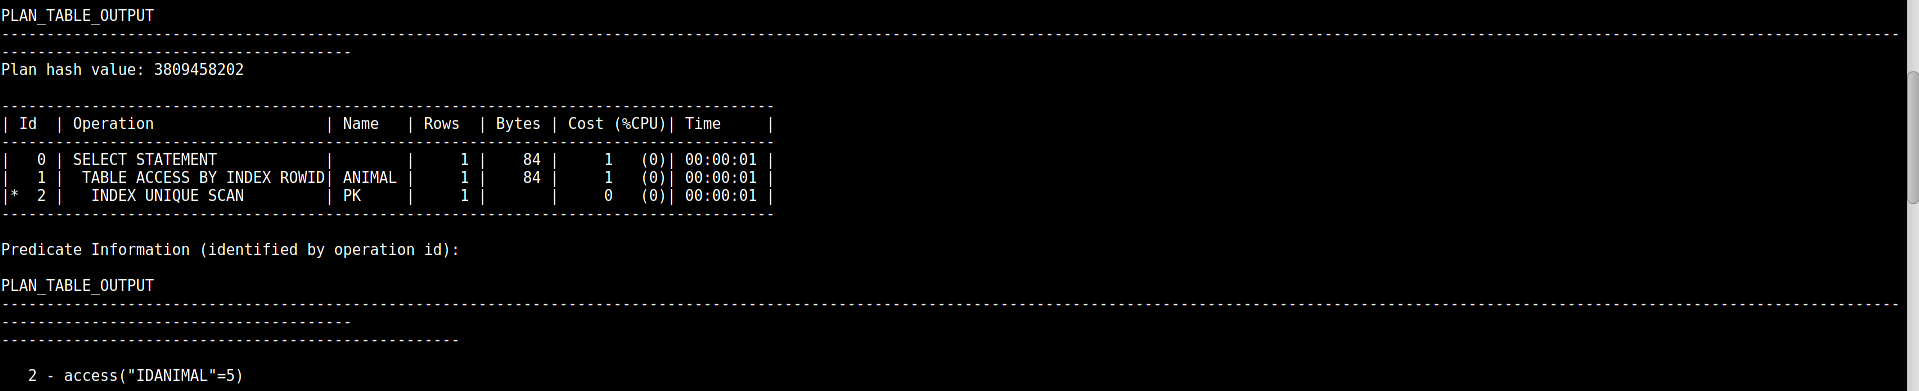 PLAN_TABLE_OUTPUT
--------------------------------------------------------------------------------------------------------------------------------------------------------------------------------------------------------------------
---------------------------------------
Plan hash value: 3809458202
--------------------------------------------------------------------------------------
| Id  | Operation                   | Name   | Rows  | Bytes | Cost (%CPU)| Time     |
--------------------------------------------------------------------------------------
|   0 | SELECT STATEMENT            |        |     1 |    84 |     1   (0)| 00:00:01 |
|   1 |  TABLE ACCESS BY INDEX ROWID| ANIMAL |     1 |    84 |     1   (0)| 00:00:01 |
|*  2 |   INDEX UNIQUE SCAN         | PK     |     1 |       |     0   (0)| 00:00:01 |
--------------------------------------------------------------------------------------
Predicate Information (identified by operation id):
PLAN_TABLE_OUTPUT
--------------------------------------------------------------------------------------------------------------------------------------------------------------------------------------------------------------------
---------------------------------------
---------------------------------------------------
   2 - access("IDANIMAL"=5)